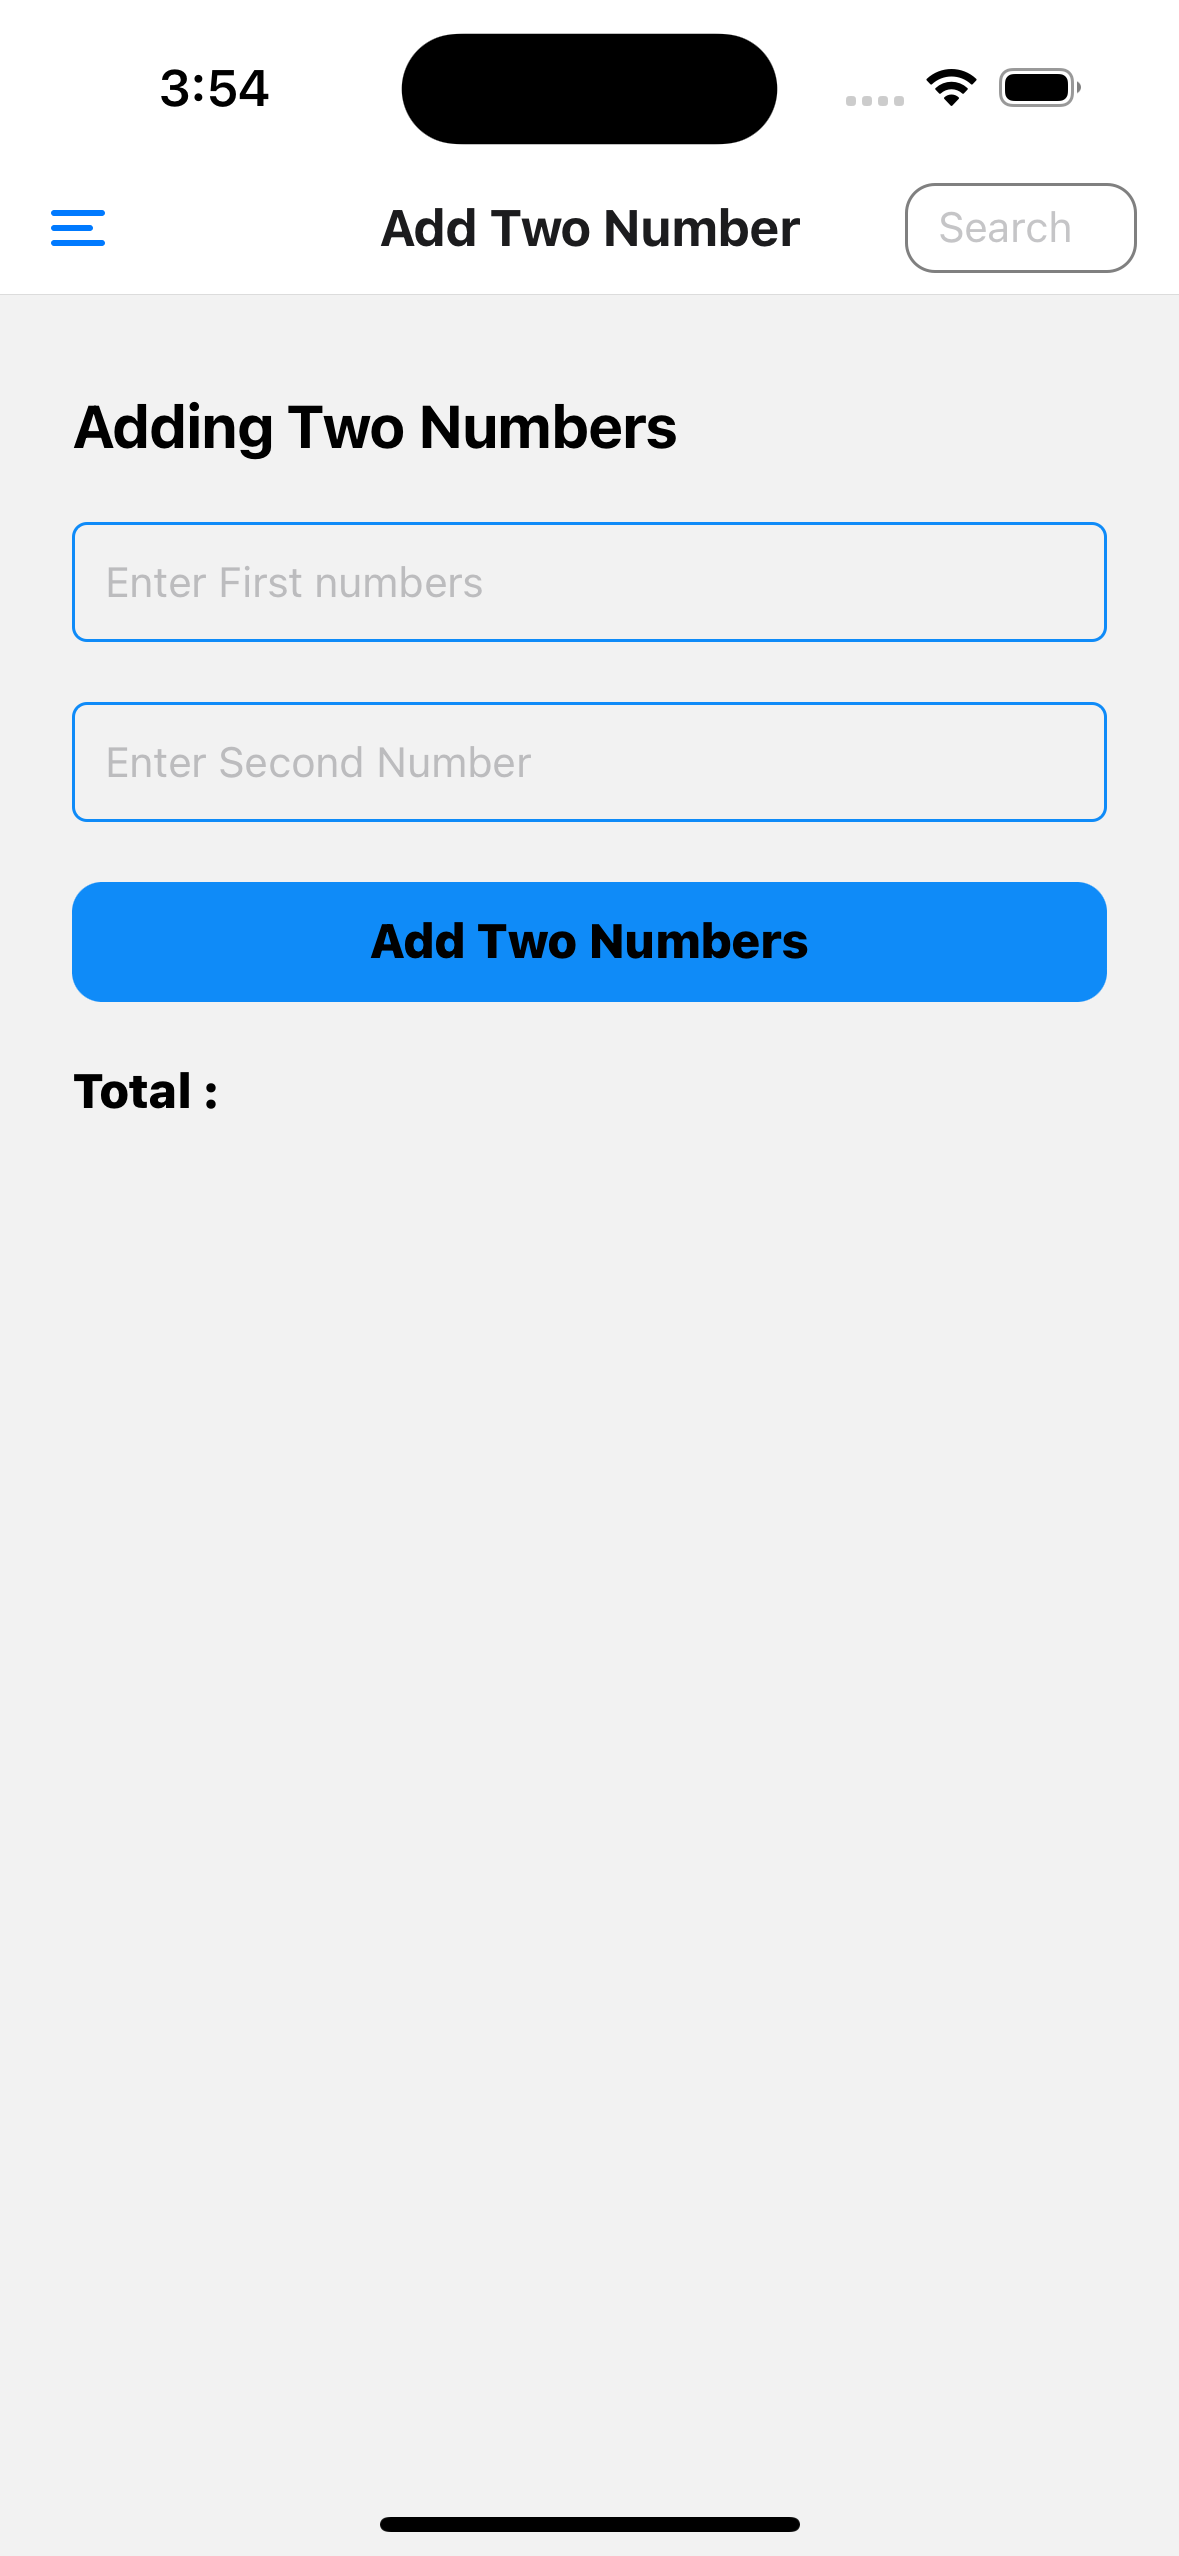 3:54
Add Two Number
Search
Adding Two Numbers
Enter First numbers
Enter Second Number
Add Two Numbers
Total :